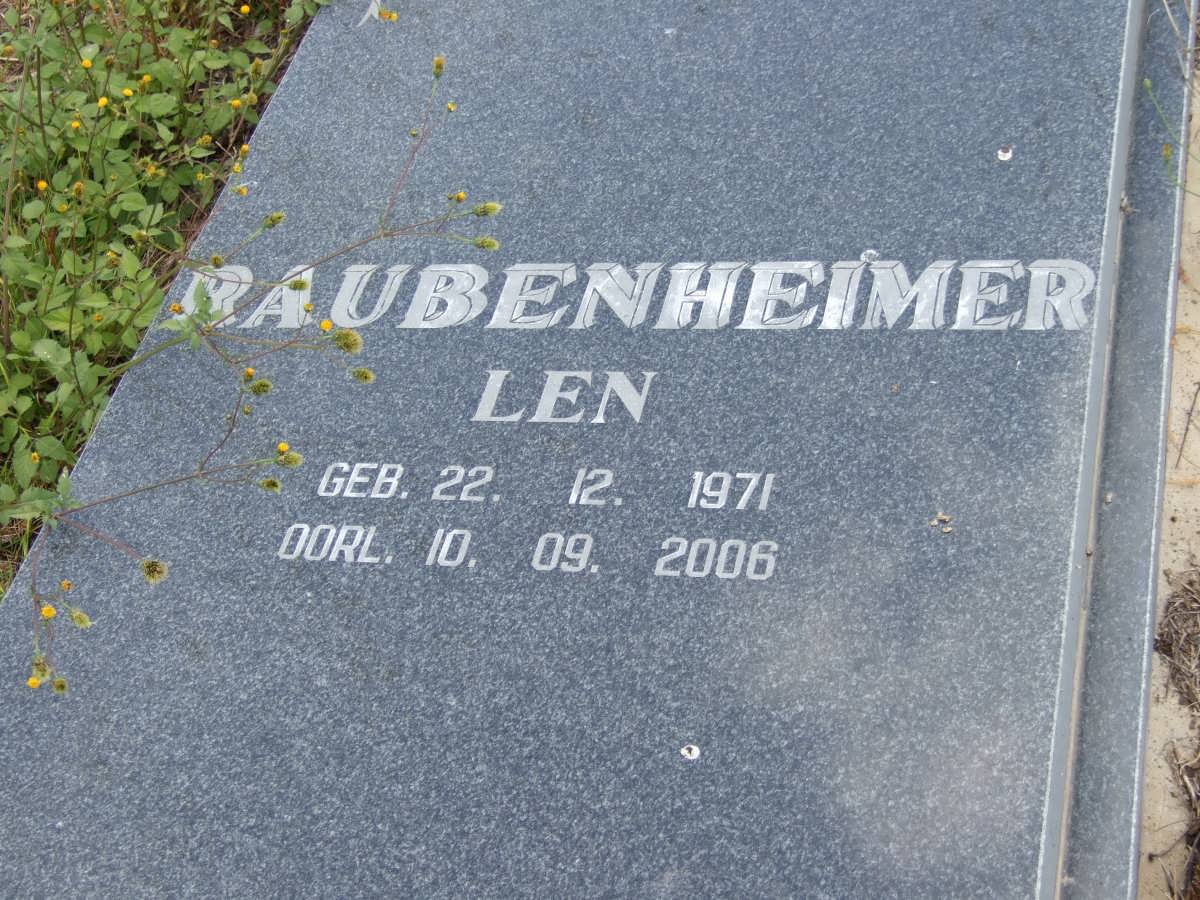 RAUBENHEIMER
LEN
GEB. 22. 12. 1971
OORL. 10. 09. 2006